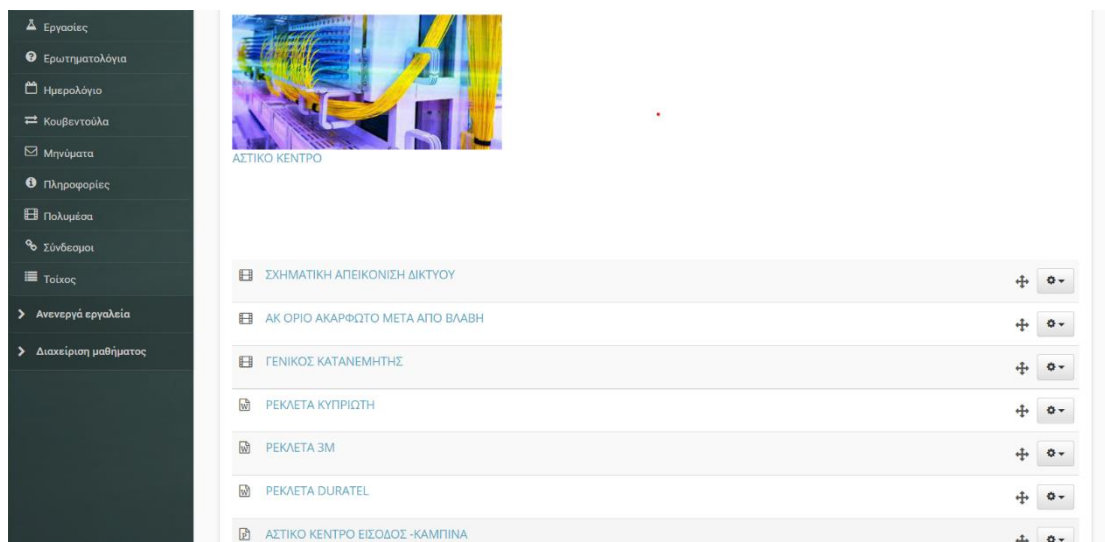 Εργασίες
Ερωτηματολόγια
Ημερολόγιο
Κουβεντούλα
Μηνύματα
Πληροφορίες
Πολυμέσα
Σύνδεσμοι
Τοίχος
Ανενεργά εργαλεία
Διαχείριση μαθήματος
ΑΣΤΙΚΟ ΚΕΝΤΡΟ
ΣΧΗΜΑΤΙΚΗ ΑΠΕΙΚΟΝΙΣΗ ΔΙΚΤΥΟΥ
ΑΚ ΟΡΙΟ ΑΚΑΡΦΩΤΟ ΜΕΤΑ ΑΠΟ ΒΛΑΒΗ
ΓΕΝΙΚΟΣ ΚΑΤΑΝΕΜΗΤΗΣ
ΡΕΚΛΕΤΑ ΚΥΠΡΙΩΤΗ
ΡΕΚΛΕΤΑ 3Μ
ΡΕΚΛΕΤΑ DURATEL
ΑΣΤΙΚΟ ΚΕΝΤΡΟ ΕΙΣΟΔΟΣ -ΚΑΜΠΙΝΑ